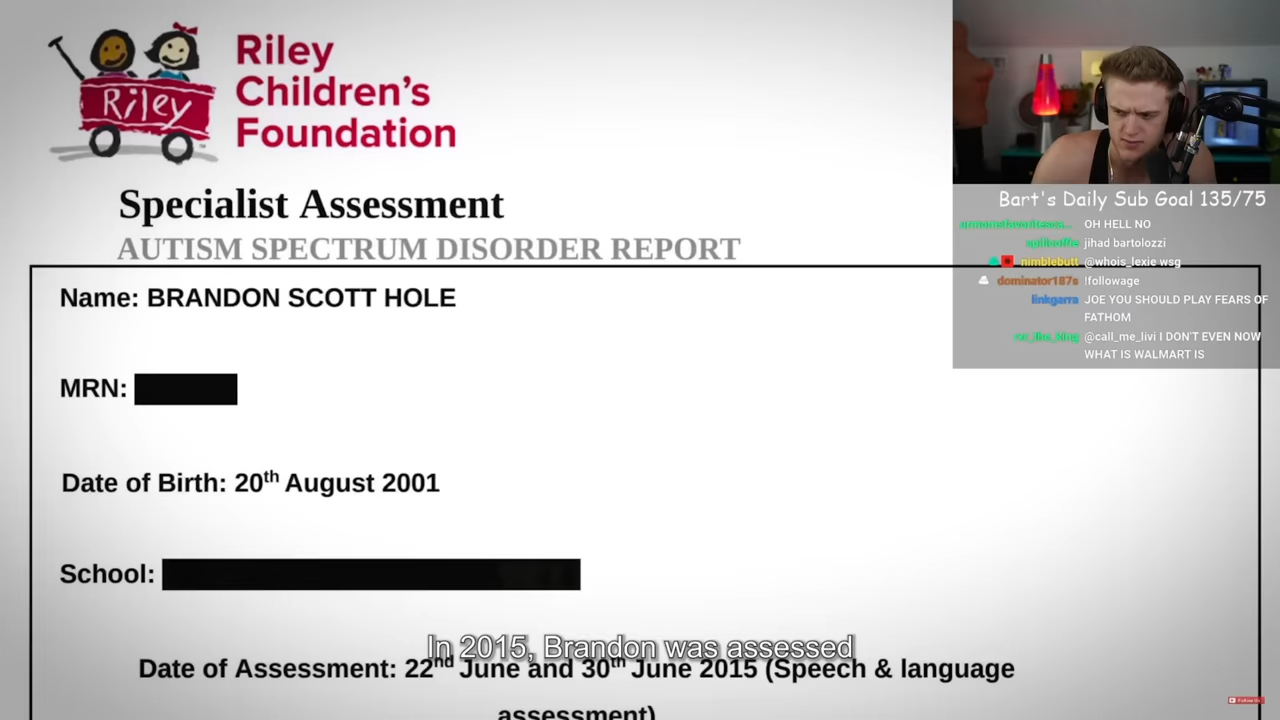 Riley
Riley
Children's
Foundation
Specialist Assessment
AUTISM SPECTRUM DISORDER REPORT
Name: BRANDON SCOTT HOLE
MRN:
Date of Birth: 20th August 2001
School:
In 2015, Brandon was assessed
Date of Assessment: 22nd June and 30th June 2015 (Speech & language
assessment)
Bart's Daily Sub Goal 135/75
OH HELL NO
jihad bartolozzi
nimblebutt @whois_lexie wsg
dominator187s !followage
linkgarra JOE YOU SHOULD PLAY FEARS OF
FATHOM
@call_me_livi I DON'T EVEN NOW
WHAT IS WALMART IS